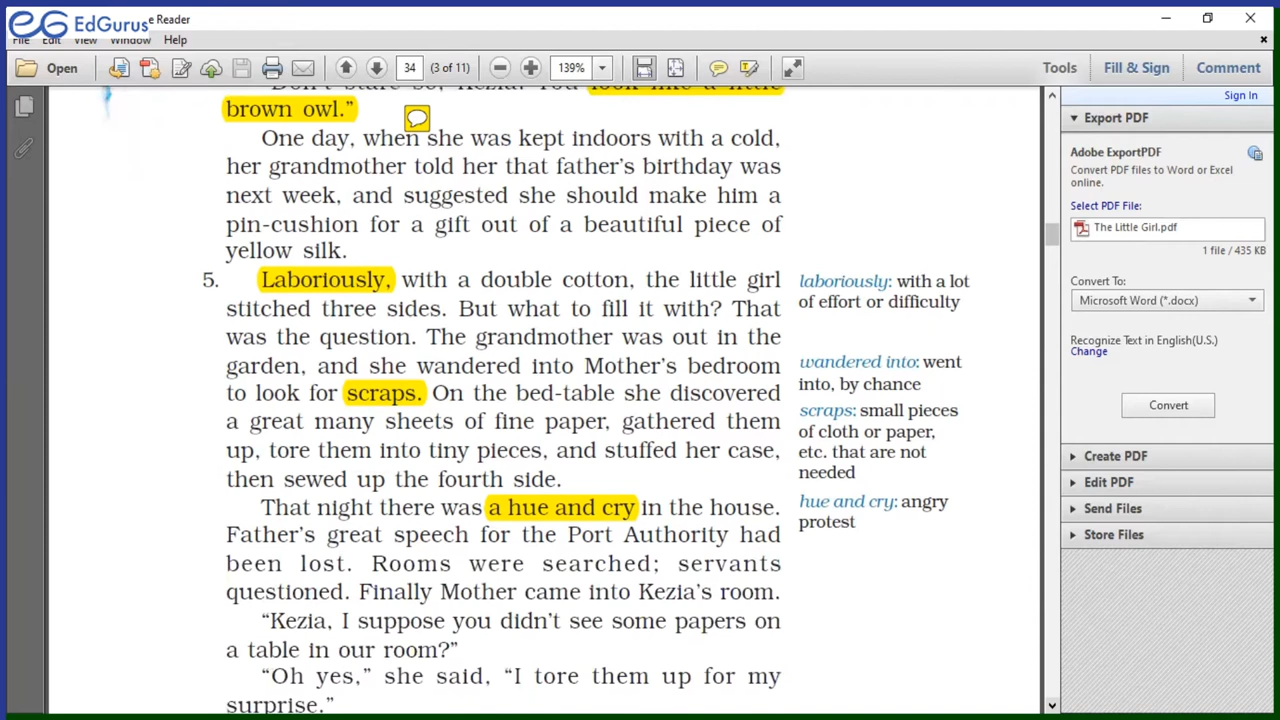 EdGurus
e Reader
File Edit View Window Help
Open
34 (3 of 11)
139%
Tools
Fill & Sign
Comment
"Don't stare so, Kezia. You look like a little
brown owl."
One day, when she was kept indoors with a cold,
her grandmother told her that father's birthday was
next week, and suggested she should make him a
pin-cushion for a gift out of a beautiful piece of
yellow silk.
5. Laboriously, with a double cotton, the little girl
stitched three sides. But what to fill it with? That
was the question. The grandmother was out in the
garden, and she wandered into Mother's bedroom
to look for scraps. On the bed-table she discovered
a great many sheets of fine paper, gathered them
up, tore them into tiny pieces, and stuffed her case,
then sewed up the fourth side.
That night there was a hue and cry in the house.
Father's great speech for the Port Authority had
been lost. Rooms were searched; servants
questioned. Finally Mother came into Kezia's room.
"Kezia, I suppose you didn't see some papers on
a table in our room?"
"Oh yes," she said, "I tore them up for my
surprise."
laboriously: with a lot
of effort or difficulty
wandered into: went
into, by chance
scraps: small pieces
of cloth or paper,
etc. that are not
needed
hue and cry: angry
protest
Sign In
Export PDF
Adobe ExportPDF
Convert PDF files to Word or Excel
online.
Select PDF File:
The Little Girl.pdf
1 file / 435 KB
Convert To:
Microsoft Word (*.docx)
Recognize Text in English(U.S.)
Change
Convert
Create PDF
Edit PDF
Send Files
Store Files